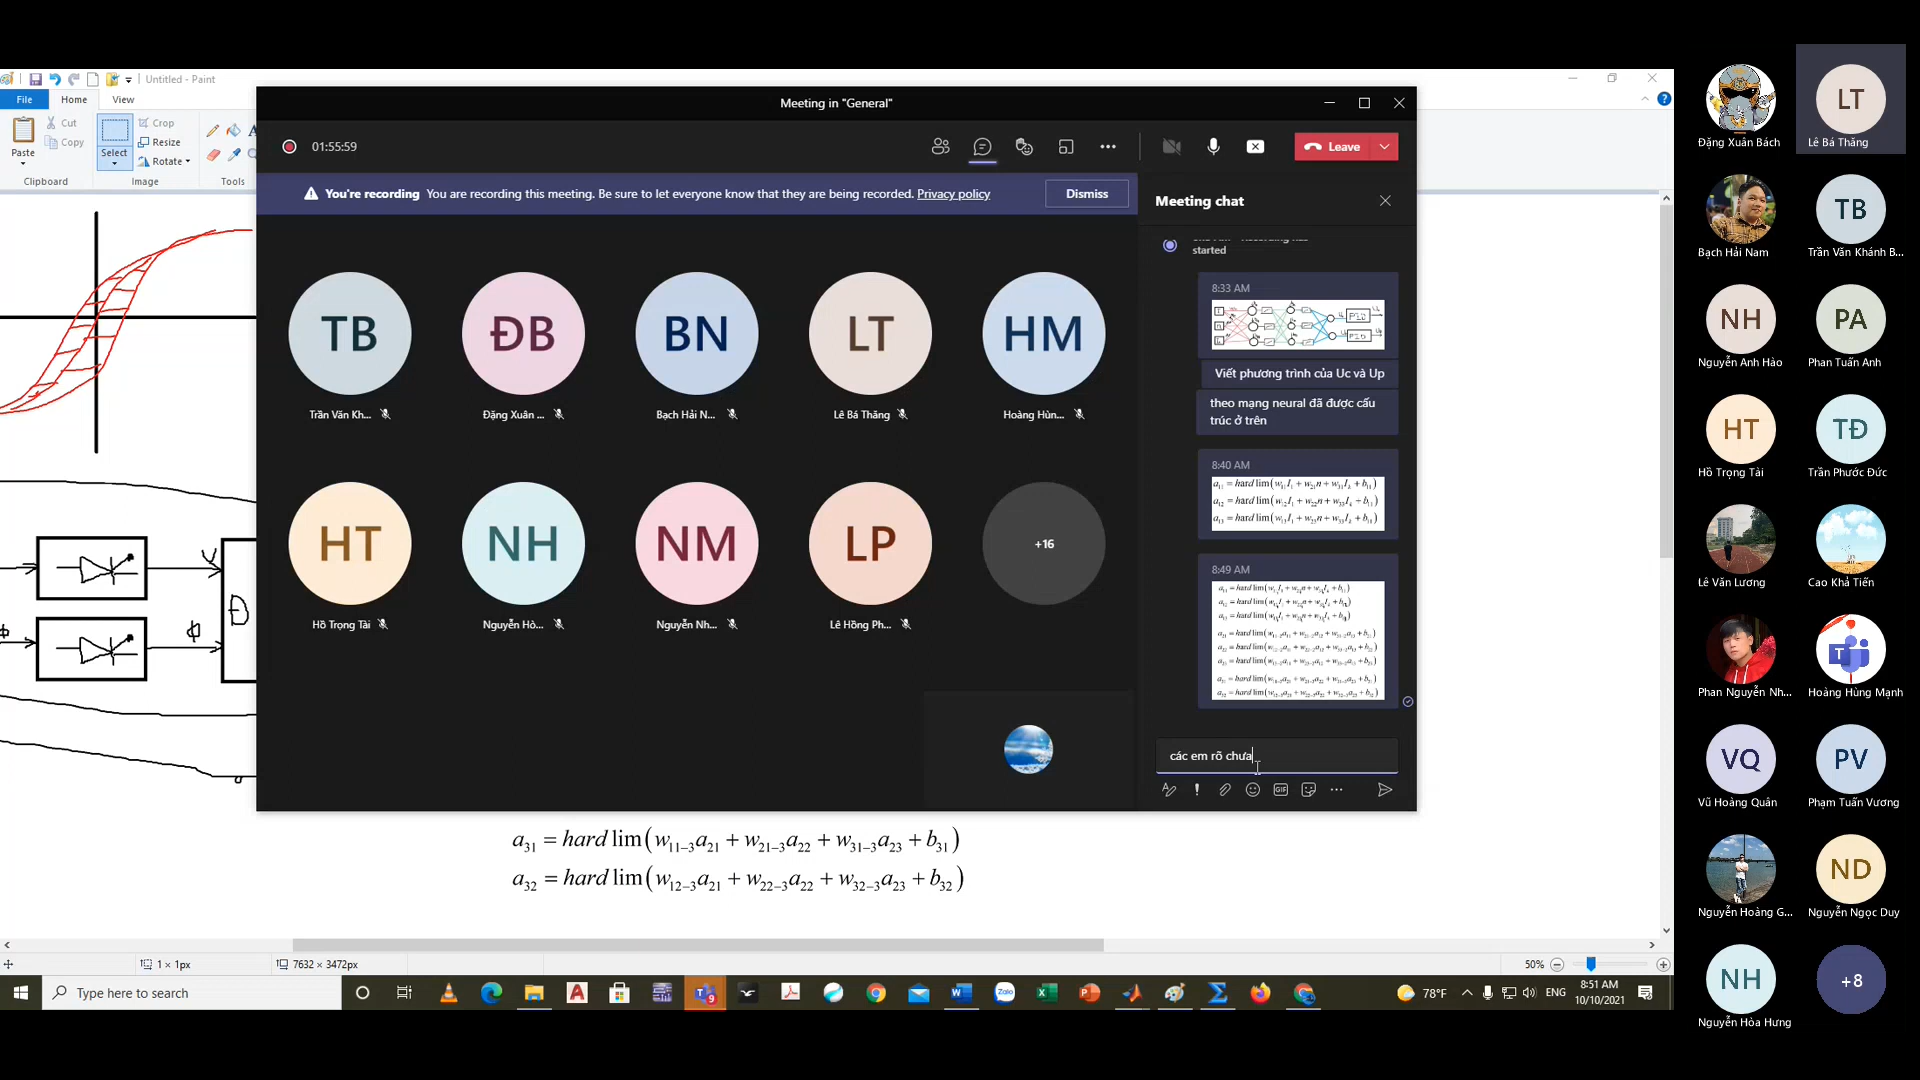 Untitled - Paint
File
Home
View
Paste
Cut
Copy
Select
Crop
Resize
Rotate
Clipboard
Image
Tools
Meeting in "General"
01:55:59
Leave
You're recording You are recording this meeting. Be sure to let everyone know that they are being recorded. Privacy policy
Dismiss
Meeting chat
started
TB
ĐB
BN
LT
HM
Trần Văn Kh...
Đặng Xuân ...
Bạch Hải N...
Lê Bá Thăng
Hoàng Hùn...
HT
NH
NM
LP
+16
Hồ Trọng Tài
Nguyễn Hò...
Nguyễn Nh...
Lê Hồng Ph...
8:33 AM
PID
PID
Viết phương trình của Uc và Up
theo mạng neural đã được cấu
trúc ở trên
8:40 AM
8:49 AM
các em rõ chưa
GIF
V
Φ
Φ
Đ
a₃₁ = hard lim(w₁₁₋₃a₂₁ + w₂₁₋₃a₂₂ + w₃₁₋₃a₂₃ + b₃₁)
a₃₂ = hard lim(w₁₂₋₃a₂₁ + w₂₂₋₃a₂₂ + w₃₂₋₃a₂₃ + b₃₂)
1 × 1px
7632 × 3472px
50%
Type here to search
9
Zalo
78°F
ENG
8:51 AM
10/10/2021
Đặng Xuân Bách
LT
Lê Bá Thăng
Bạch Hải Nam
TB
Trần Văn Khánh B...
NH
Nguyễn Anh Hào
PA
Phan Tuấn Anh
HT
Hồ Trọng Tài
TĐ
Trần Phước Đức
Lê Văn Lương
Cao Khả Tiến
Phan Nguyễn Nh...
Hoàng Hùng Mạnh
VQ
Vũ Hoàng Quân
PV
Phạm Tuấn Vương
Nguyễn Hoàng G...
ND
Nguyễn Ngọc Duy
NH
Nguyễn Hòa Hưng
+8